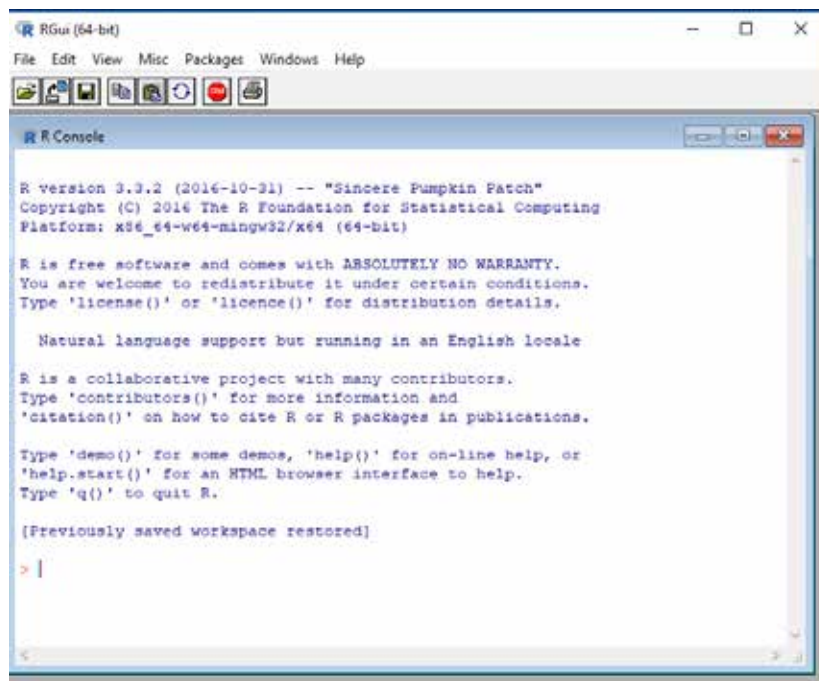 RGui (64-bit)
File Edit View Misc Packages Windows Help
STOP
R Console
R version 3.3.2 (2016-10-31) -- "Sincere Pumpkin Patch"
Copyright (C) 2016 The R Foundation for Statistical Computing
Platform: x86_64-w64-mingw32/x64 (64-bit)
R is free software and comes with ABSOLUTELY NO WARRANTY.
You are welcome to redistribute it under certain conditions.
Type 'license()' or 'licence()' for distribution details.
Natural language support but running in an English locale
R is a collaborative project with many contributors.
Type 'contributors()' for more information and
'citation()' on how to cite R or R packages in publications.
Type 'demo()' for some demos, 'help()' for on-line help, or
'help.start()' for an HTML browser interface to help.
Type 'q()' to quit R.
[Previously saved workspace restored]
>